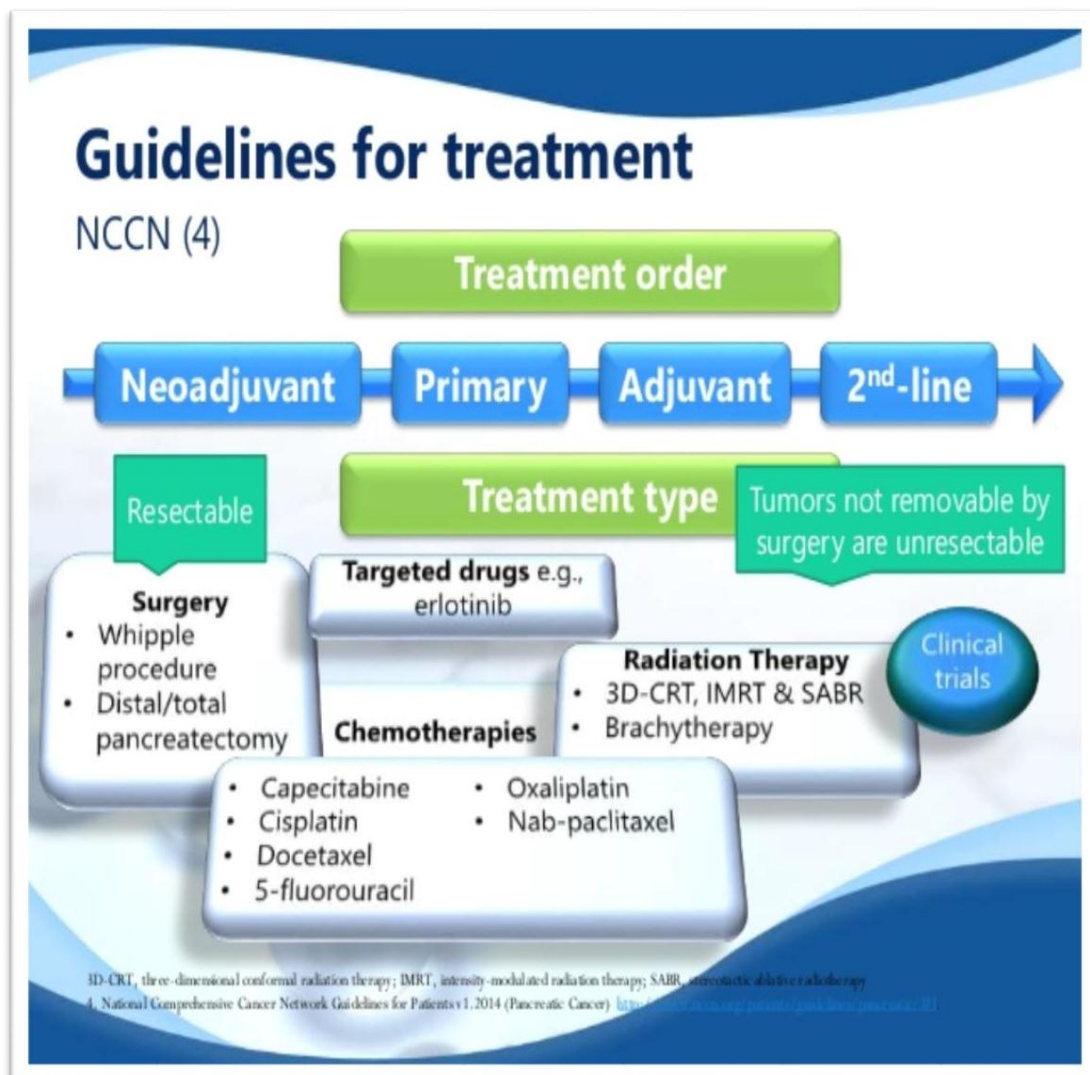 Guidelines for treatment
NCCN (4)
Treatment order
Neoadjuvant
Primary
Adjuvant
2nd-line
Treatment type
Resectable
Tumors not removable by
surgery are unresectable
Surgery
• Whipple
procedure
• Distal/total
pancreatectomy
Targeted drugs e.g.,
erlotinib
Chemotherapies
• Capecitabine
• Cisplatin
• Docetaxel
• 5-fluorouracil
• Oxaliplatin
• Nab-paclitaxel
Radiation Therapy
• 3D-CRT, IMRT & SABR
• Brachytherapy
Clinical
trials
3D-CRT, three-dimensional conformal radiation therapy; IMRT, intensity-modulated radiation therapy; SABR, stereotactic ablative radiotherapy
4. National Comprehensive Cancer Network Guidelines for Patients v1.2014 (Pancreatic Cancer)